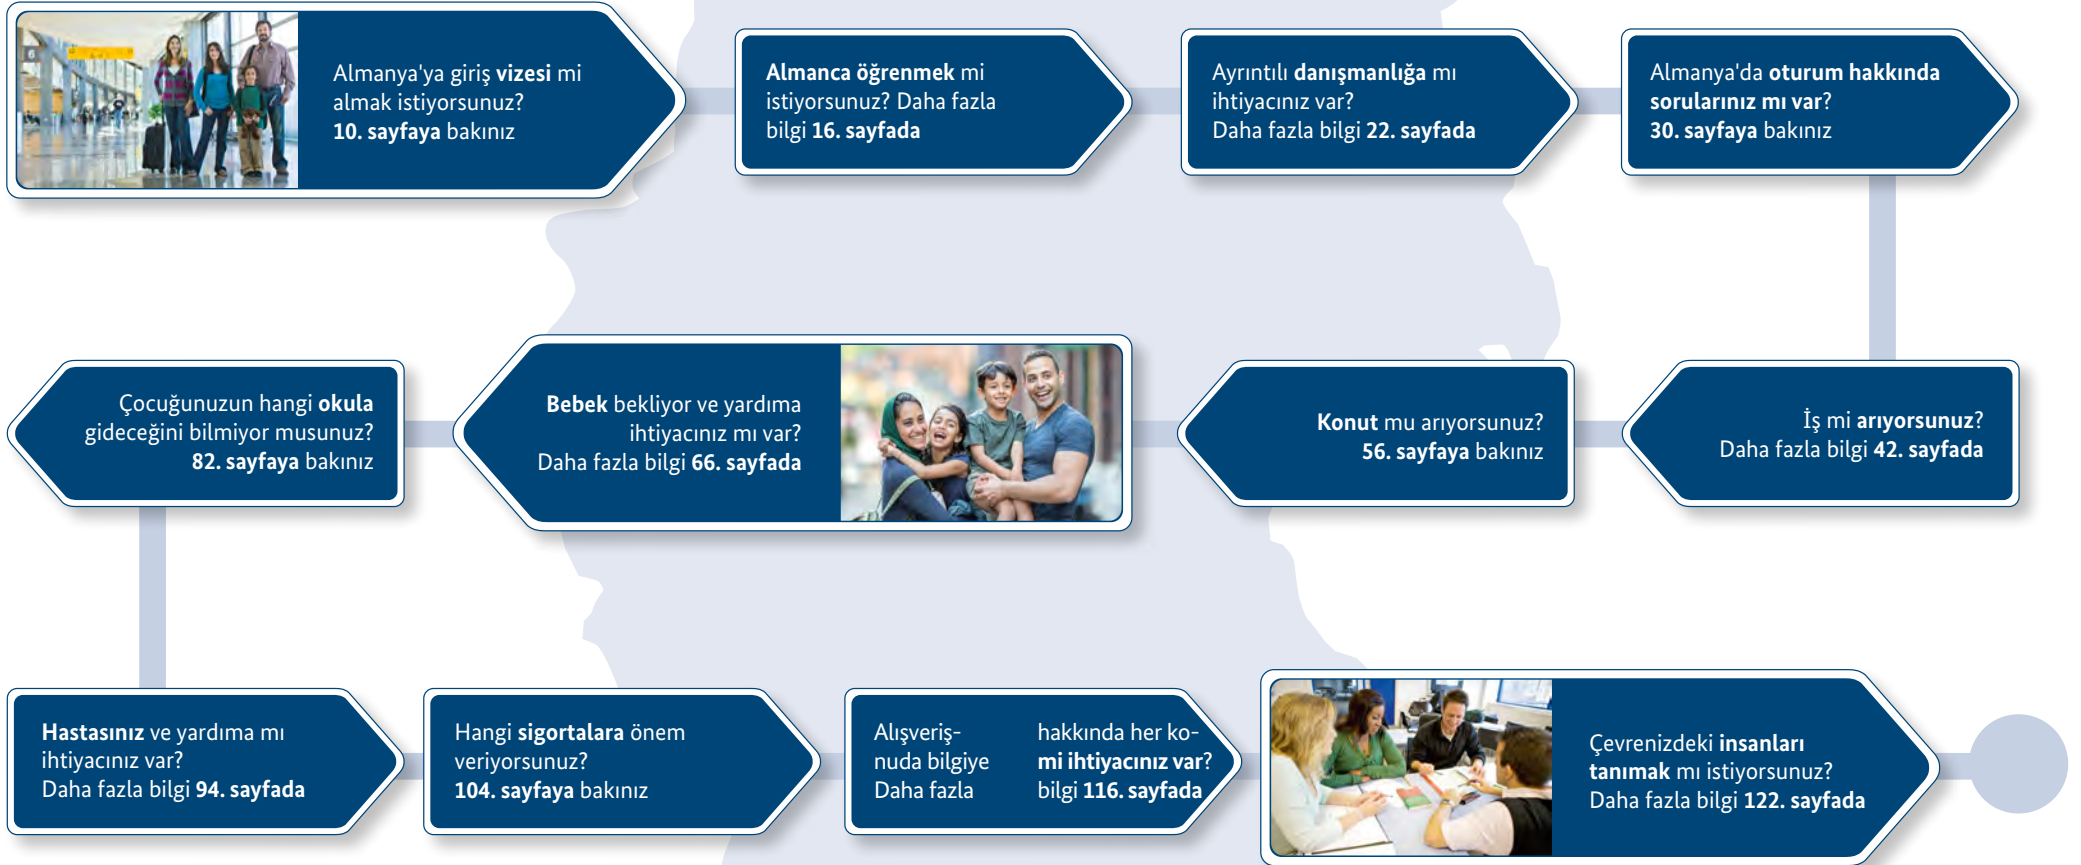 Almanya'ya giriş vizesi mi
almak istiyorsunuz?
10. sayfaya bakınız
Almanca öğrenmek mi
istiyorsunuz? Daha fazla
bilgi 16. sayfada
Ayrıntılı danışmanlığa mı
ihtiyacınız var?
Daha fazla bilgi 22. sayfada
Almanya'da oturum hakkında
sorularınız mı var?
30. sayfaya bakınız
İş mi arıyorsunuz?
Daha fazla bilgi 42. sayfada
Konut mu arıyorsunuz?
56. sayfaya bakınız
Bebek bekliyor ve yardıma
ihtiyacınız mı var?
Daha fazla bilgi 66. sayfada
Çocuğunuzun hangi okula
gideceğini bilmiyor musunuz?
82. sayfaya bakınız
Hastasınız ve yardıma mı
ihtiyacınız var?
Daha fazla bilgi 94. sayfada
Hangi sigortalara önem
veriyorsunuz?
104. sayfaya bakınız
Alışveriş- hakkında her ko-
nuda bilgiye mi ihtiyacınız var?
Daha fazla bilgi 116. sayfada
Çevrenizdeki insanları
tanımak mı istiyorsunuz?
Daha fazla bilgi 122. sayfada